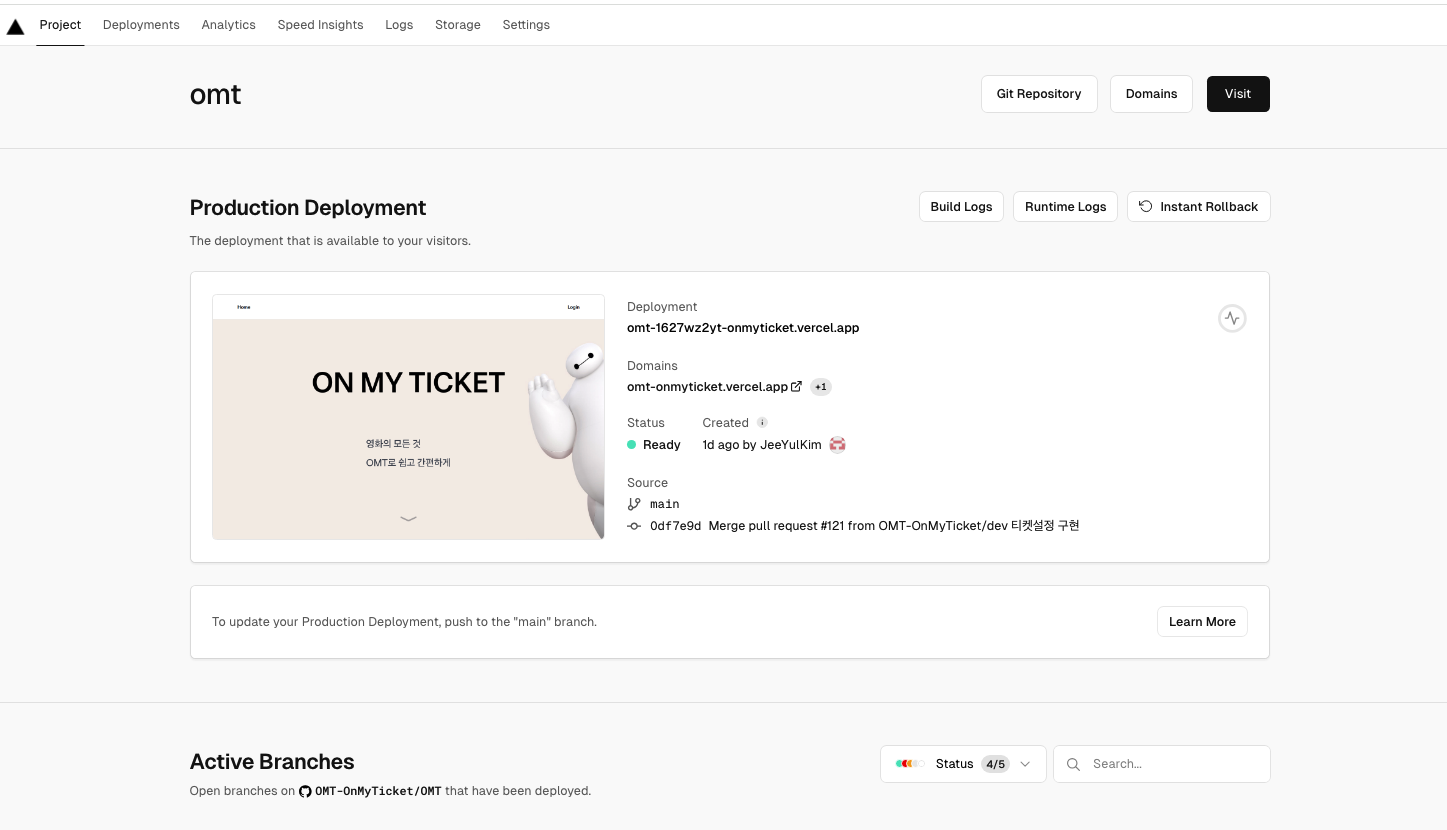 Project Deployments Analytics Speed Insights Logs Storage Settings
omt
Git Repository Domains Visit
Production Deployment
Build Logs Runtime Logs Instant Rollback
The deployment that is available to your visitors.
Home Login
ON MY TICKET
영화의 모든 것
OMT로 쉽고 간편하게
Deployment
omt-1627wz2yt-onmyticket.vercel.app
Domains
omt-onmyticket.vercel.app +1
Status Created
Ready 1d ago by JeeYulKim
Source
main
0df7e9d Merge pull request #121 from OMT-OnMyTicket/dev 티켓설정 구현
To update your Production Deployment, push to the "main" branch.
Learn More
Active Branches
Status 4/5 Search...
Open branches on OMT-OnMyTicket/OMT that have been deployed.